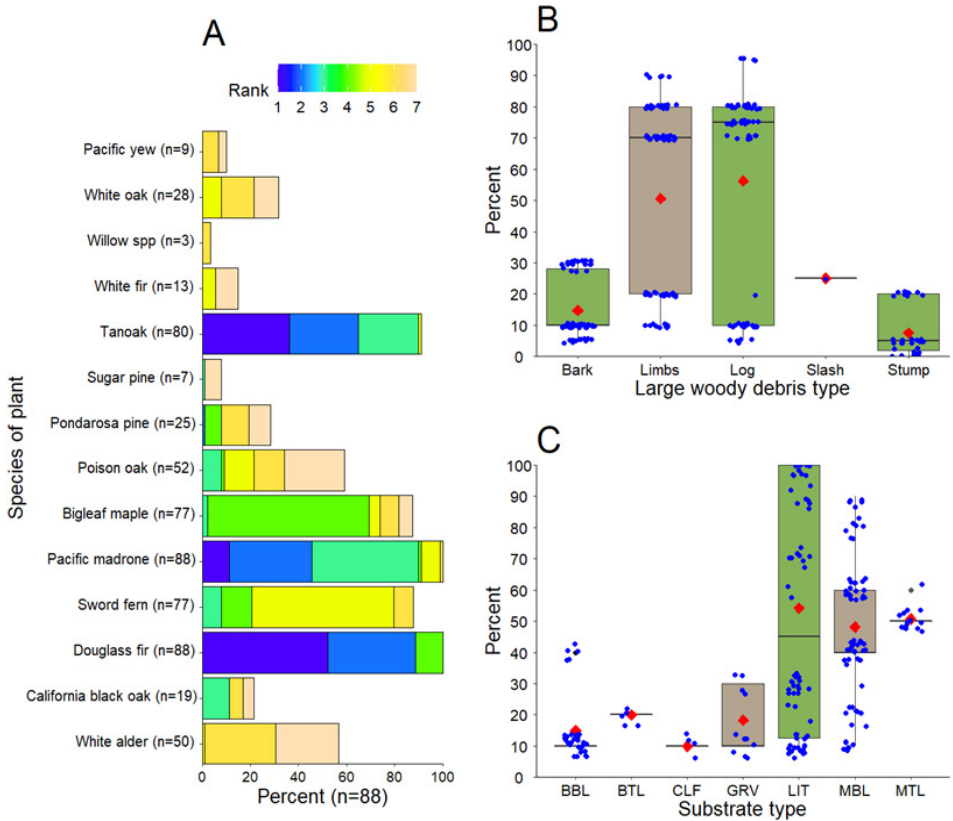 A
Rank
1 2 3 4 5 6 7
Species of plant
Pacific yew (n=9)
White oak (n=28)
Willow spp (n=3)
White fir (n=13)
Tanoak (n=80)
Sugar pine (n=7)
Pondarosa pine (n=25)
Poison oak (n=52)
Bigleaf maple (n=77)
Pacific madrone (n=88)
Sword fern (n=77)
Douglass fir (n=88)
California black oak (n=19)
White alder (n=50)
0 20 40 60 80 100
Percent (n=88)
B
Percent
100
90
80
70
60
50
40
30
20
10
0
Bark Limbs Log Slash Stump
Large woody debris type
C
Percent
100
90
80
70
60
50
40
30
20
10
0
BBL BTL CLF GRV LIT MBL MTL
Substrate type